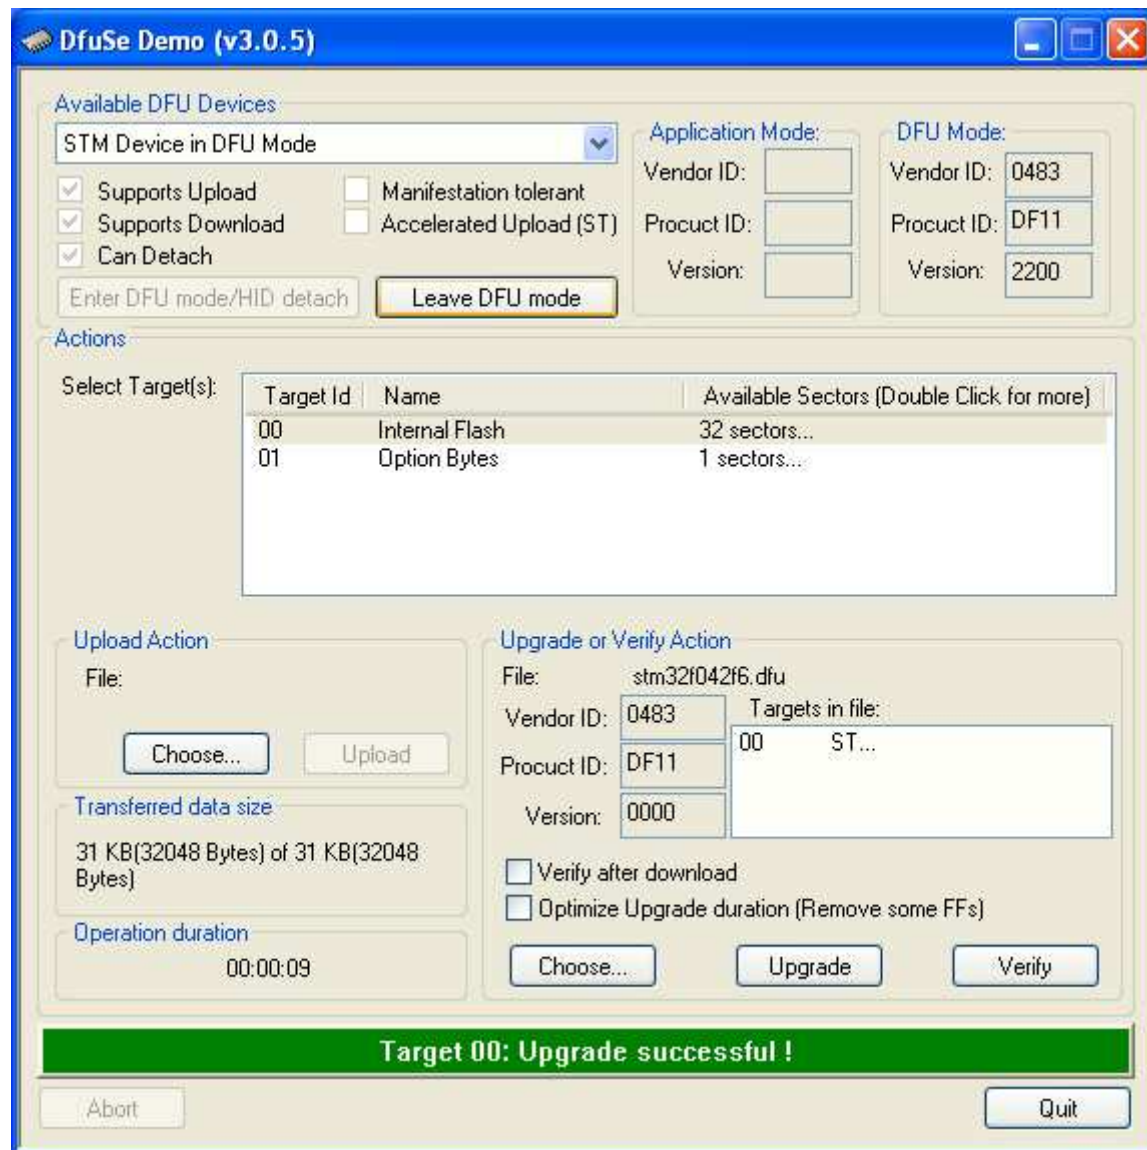 DfuSe Demo (v3.0.5)
Available DFU Devices
STM Device in DFU Mode
Supports Upload
Manifestation tolerant
Supports Download
Accelerated Upload (ST)
Can Detach
Enter DFU mode/HID detach
Leave DFU mode
Application Mode:
Vendor ID:
Procuct ID:
Version:
DFU Mode:
Vendor ID: 0483
Procuct ID: DF11
Version: 2200
Actions
Select Target(s):
Target Id Name Available Sectors (Double Click for more)
00 Internal Flash 32 sectors...
01 Option Bytes 1 sectors...
Upload Action
File:
Choose... Upload
Transferred data size
31 KB(32048 Bytes) of 31 KB(32048
Bytes)
Operation duration
00:00:09
Upgrade or Verify Action
File: stm32f042f6.dfu
Vendor ID: 0483
Procuct ID: DF11
Version: 0000
Targets in file:
00 ST...
Verify after download
Optimize Upgrade duration (Remove some FFs)
Choose... Upgrade Verify
Target 00: Upgrade successful !
Abort Quit